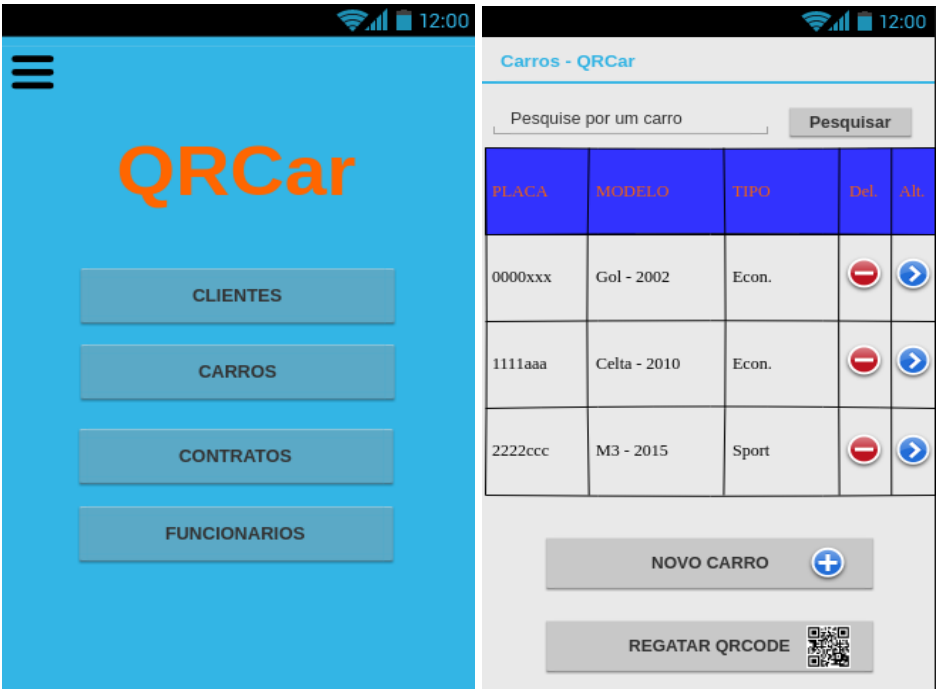 12:00
QRCar
CLIENTES
CARROS
CONTRATOS
FUNCIONARIOS
12:00
Carros - QRCar
Pesquise por um carro Pesquisar
PLACA MODELO TIPO Del. Alt.
0000xxx Gol - 2002 Econ.
1111aaa Celta - 2010 Econ.
2222ccc M3 - 2015 Sport
NOVO CARRO
REGATAR QRCODE